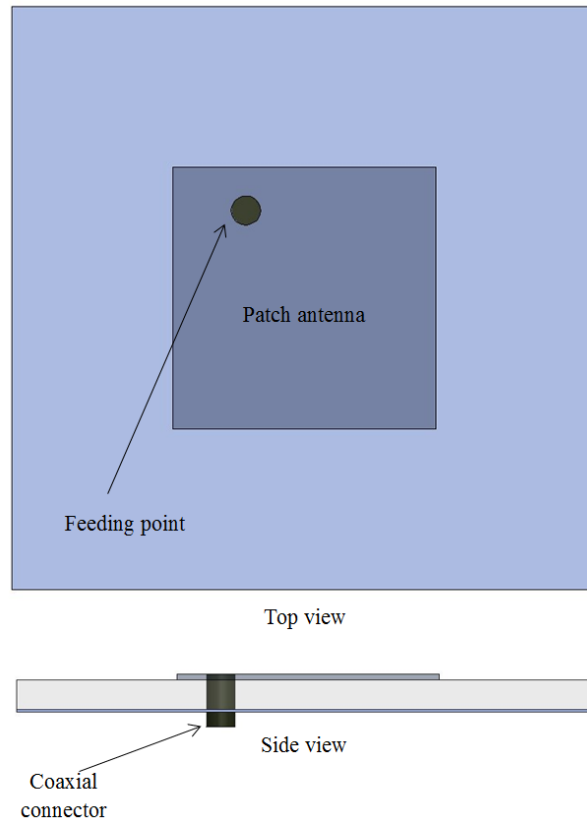 Patch antenna
Feeding point
Top view
Side view
Coaxial
connector